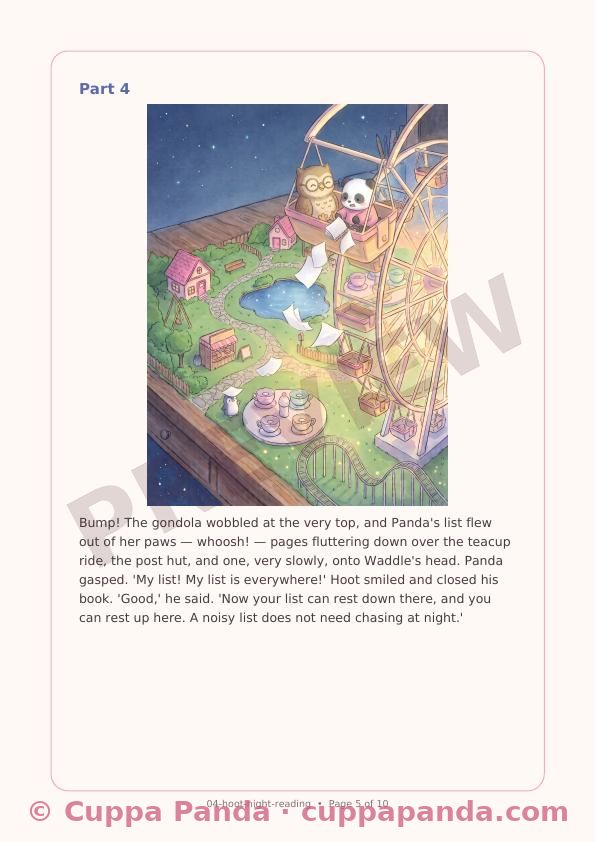 Part 4
Bump! The gondola wobbled at the very top, and Panda's list flew
out of her paws — whoosh! — pages fluttering down over the teacup
ride, the post hut, and one, very slowly, onto Waddle's head. Panda
gasped. 'My list! My list is everywhere!' Hoot smiled and closed his
book. 'Good,' he said. 'Now your list can rest down there, and you
can rest up here. A noisy list does not need chasing at night.'
PREVIEW
04-hoot-night-reading • Page 5 of 10
© Cuppa Panda · cuppapanda.com